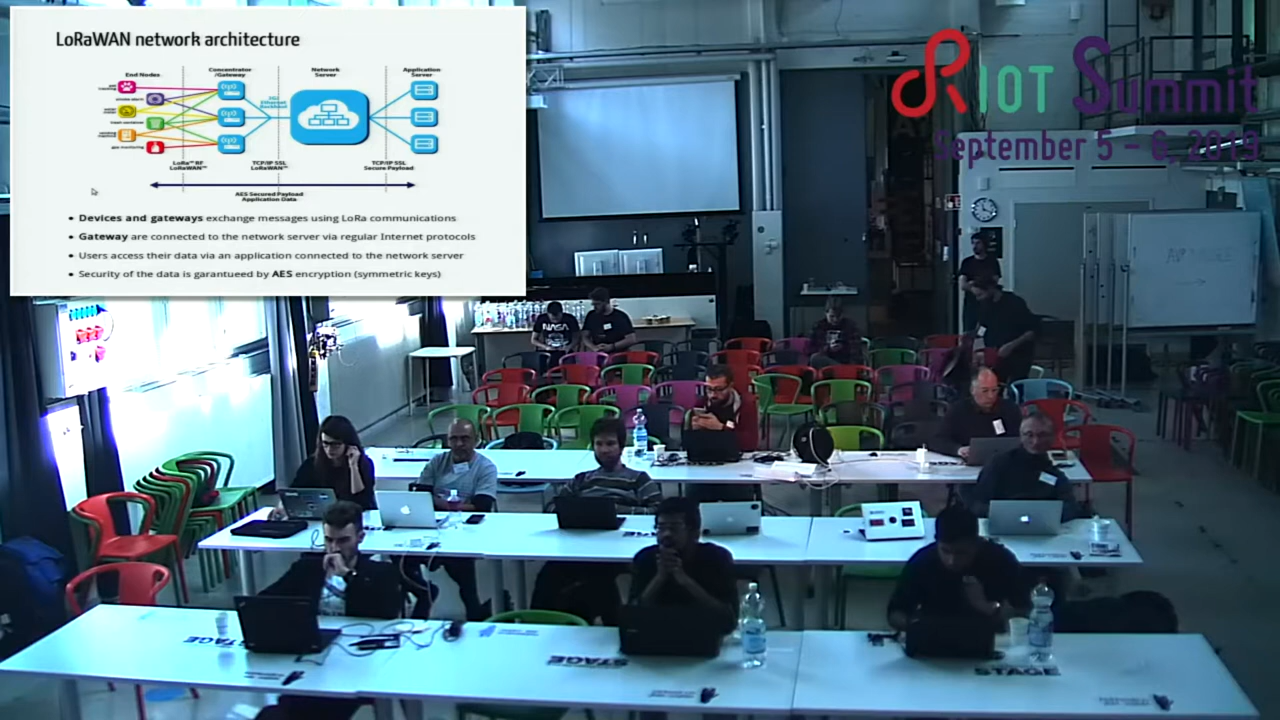 LoRaWAN network architecture
End Nodes
Concentrator
/Gateway
Network
Server
Application
Server
LoRa™ RF
LoRaWAN™
TCP/IP SSL
LoRaWAN™
TCP/IP SSL
Secure Payload
AES Secured Payload
Application Data
• Devices and gateways exchange messages using LoRa communications
• Gateway are connected to the network server via regular Internet protocols
• Users access their data via an application connected to the network server
• Security of the data is garantueed by AES encryption (symmetric keys)
RIOT Summit
September 5 - 6, 2019
NASA
STAGE
STAGE
STAGE